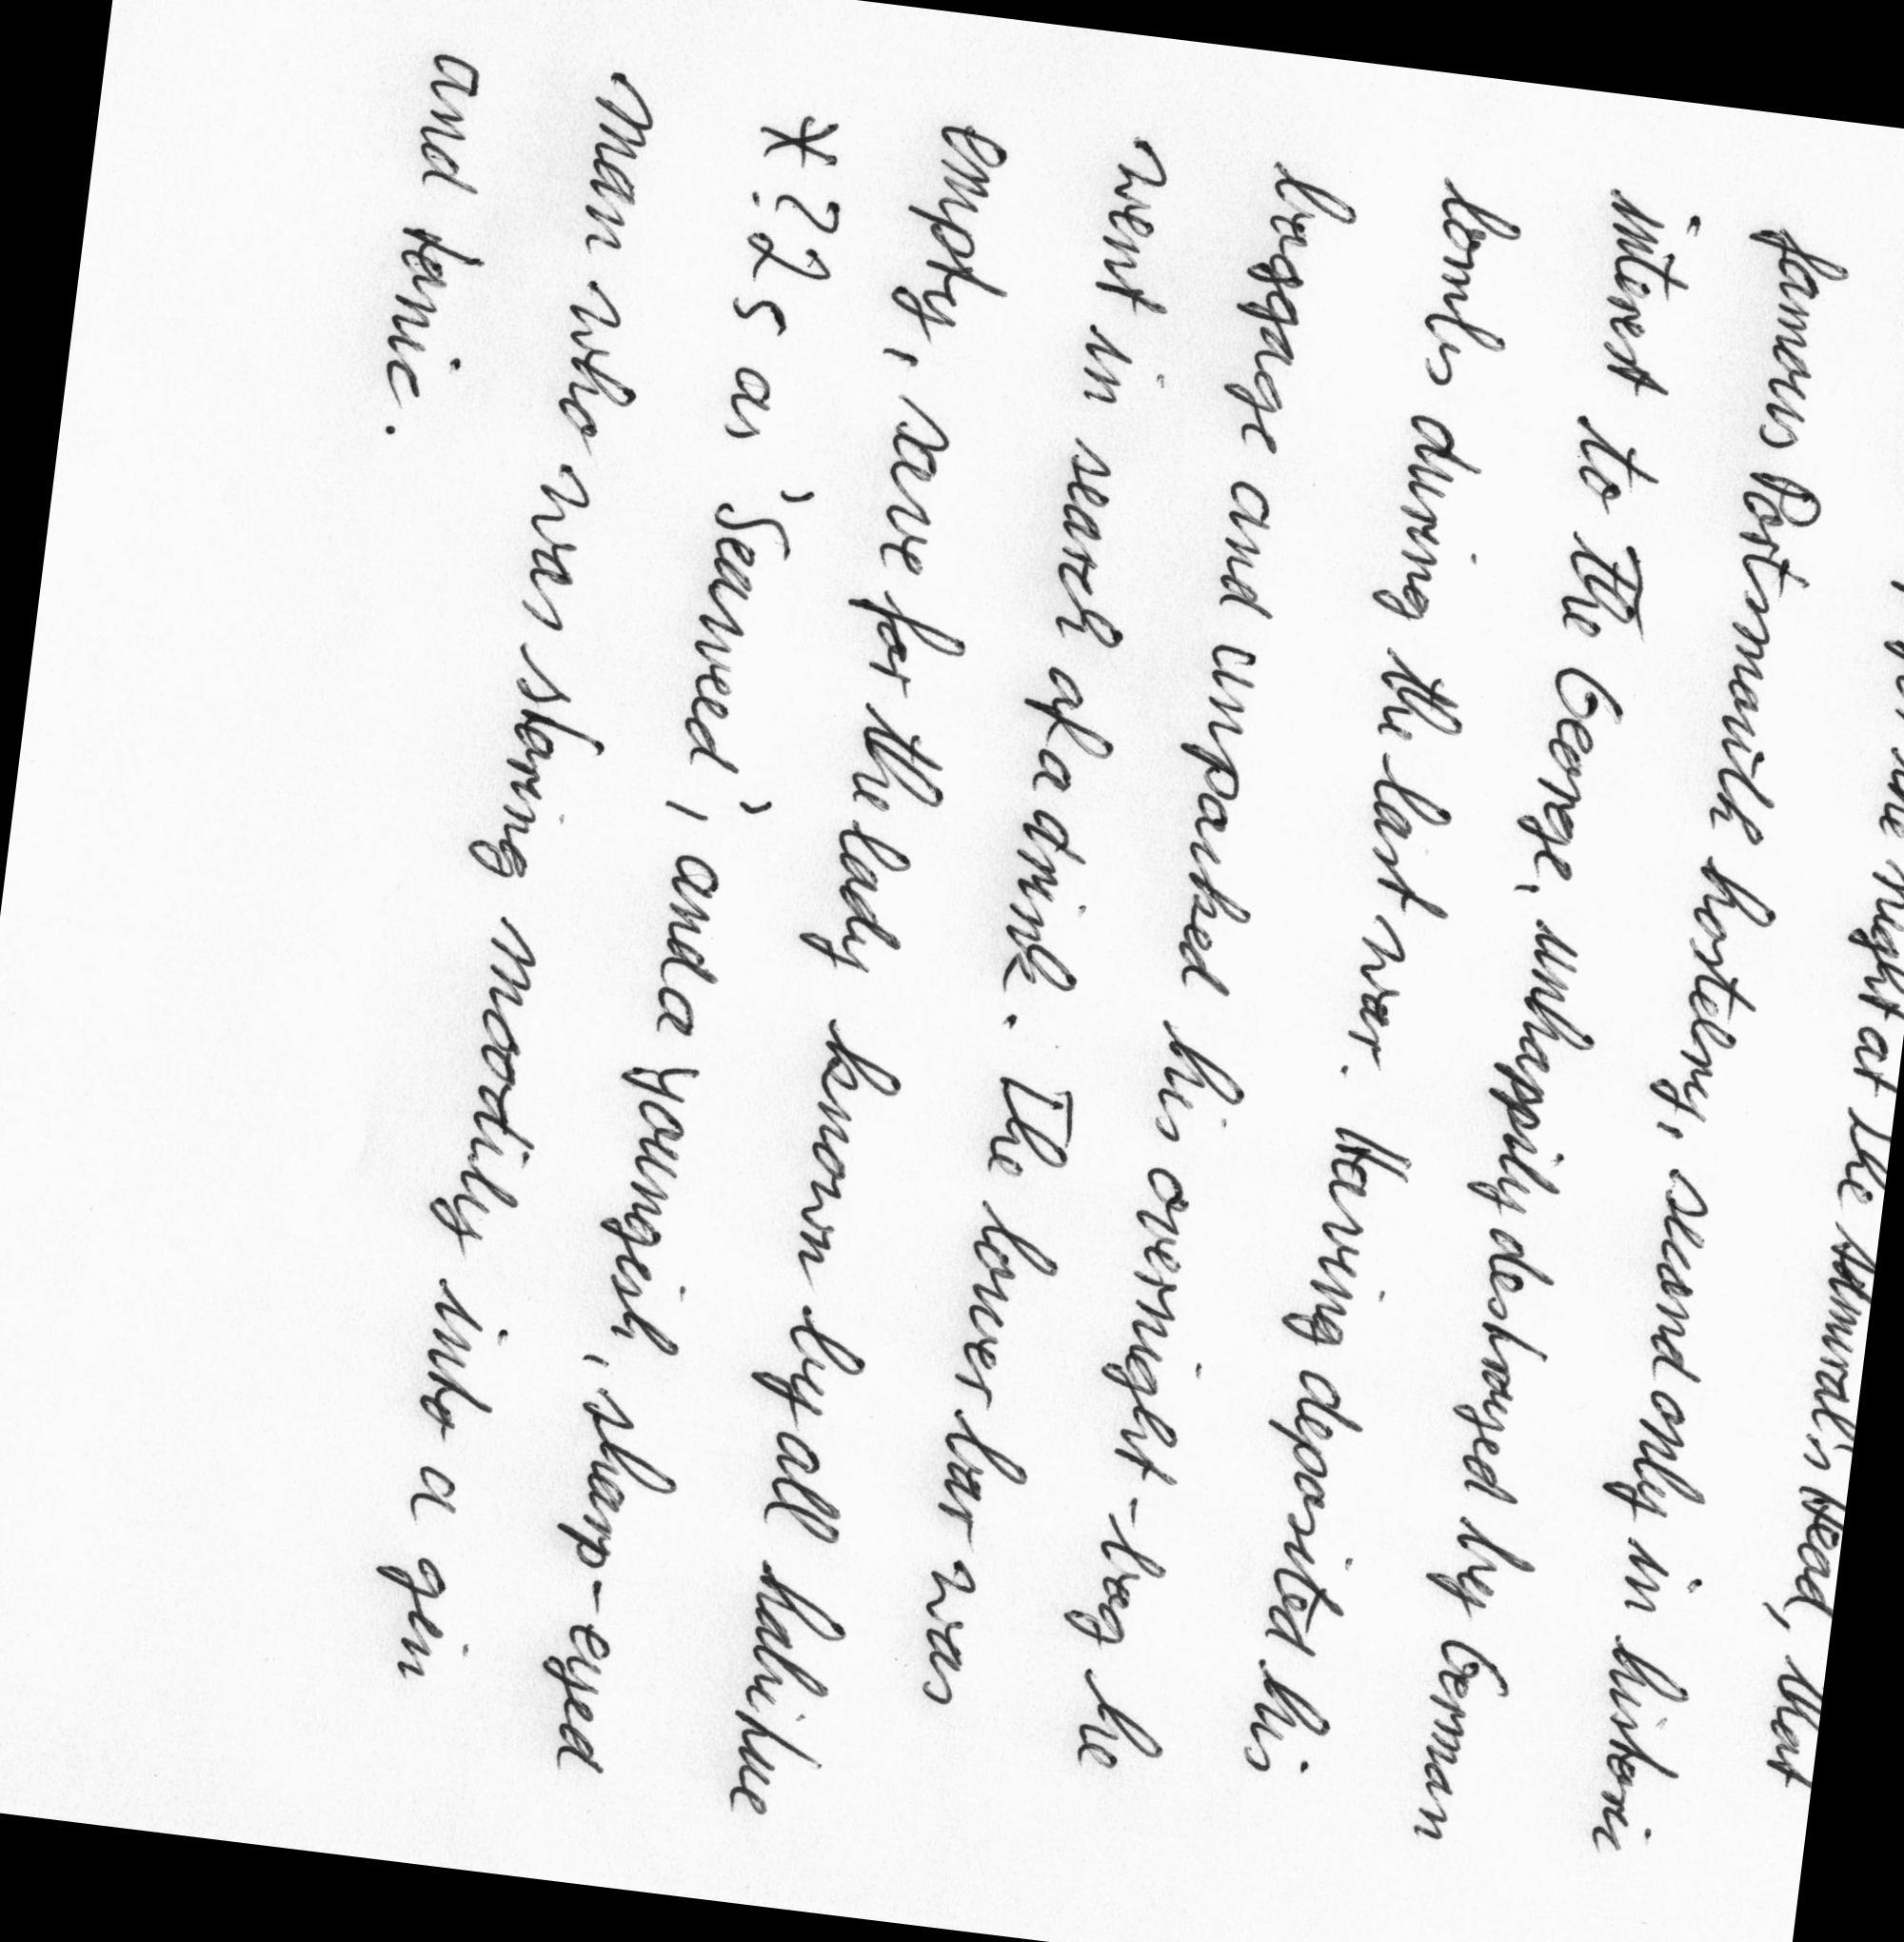 night at the Admiral's Head, that
famous Portsmouth hostelry, second only in historic
interest to the George, unhappily destroyed by German
bombs during the last war. Having deposited his
baggage and unpacked his overnight-bag he
went in search of a drink. The lower bar was
empty, save for the lady known by all habitue
*?2s as 'Seaweed', and a youngish, sharp-eyed
man who was staring moodily into a gin
and tonic.